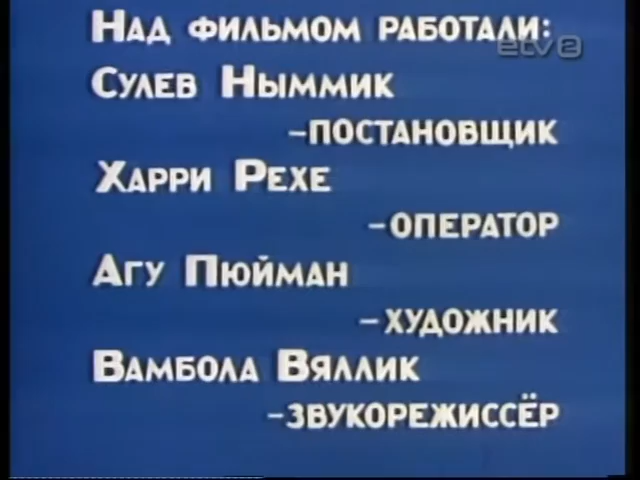 Над фильмом работали:
etv2
Сулев Ныммик
–постановщик
Харри Рехе
–оператор
Агу Пюйман
–художник
Вамбола Вяллик
–звукорежиссёр